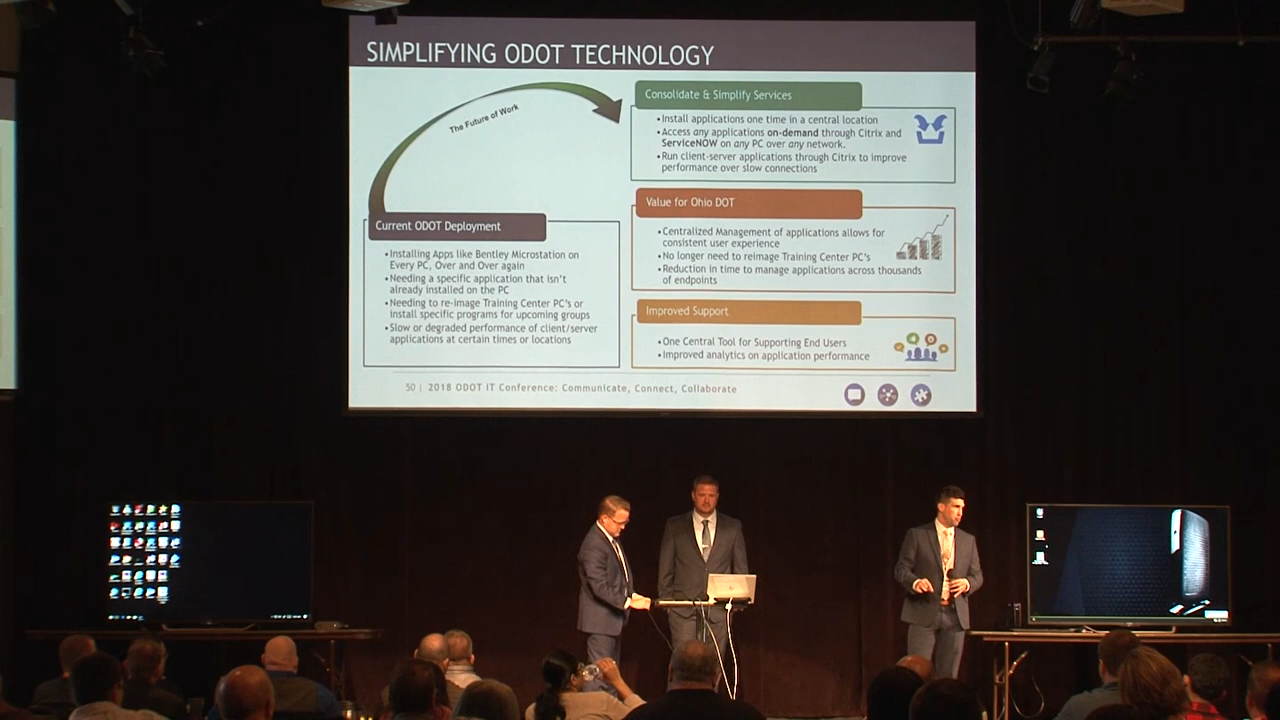 SIMPLIFYING ODOT TECHNOLOGY
The Future of Work
Current ODOT Deployment
•Installing Apps like Bentley Microstation on
Every PC, Over and Over again
•Needing a specific application that isn't
already installed on the PC
•Needing to re-image Training Center PC's or
install specific programs for upcoming groups
•Slow or degraded performance of client/server
applications at certain times or locations
Consolidate & Simplify Services
•Install applications one time in a central location
•Access any applications on-demand through Citrix and
ServiceNOW on any PC over any network.
•Run client-server applications through Citrix to improve
performance over slow connections
Value for Ohio DOT
•Centralized Management of applications allows for
consistent user experience
•No longer need to reimage Training Center PC's
•Reduction in time to manage applications across thousands
of endpoints
Improved Support
•One Central Tool for Supporting End Users
•Improved analytics on application performance
50 | 2018 ODOT IT Conference: Communicate, Connect, Collaborate